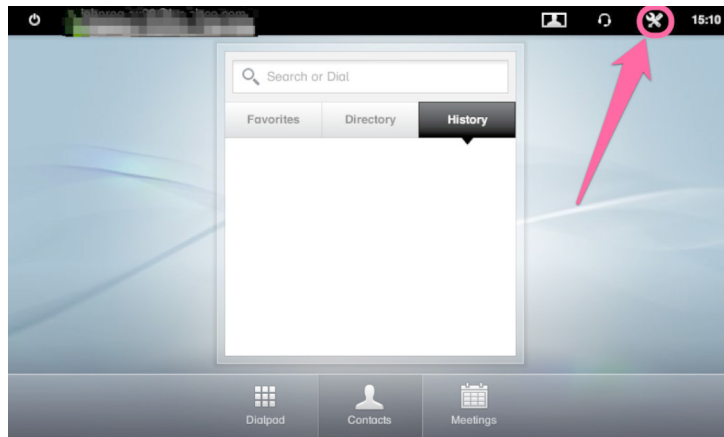 15:10
Search or Dial
Favorites Directory History
Dialpad Contacts Meetings